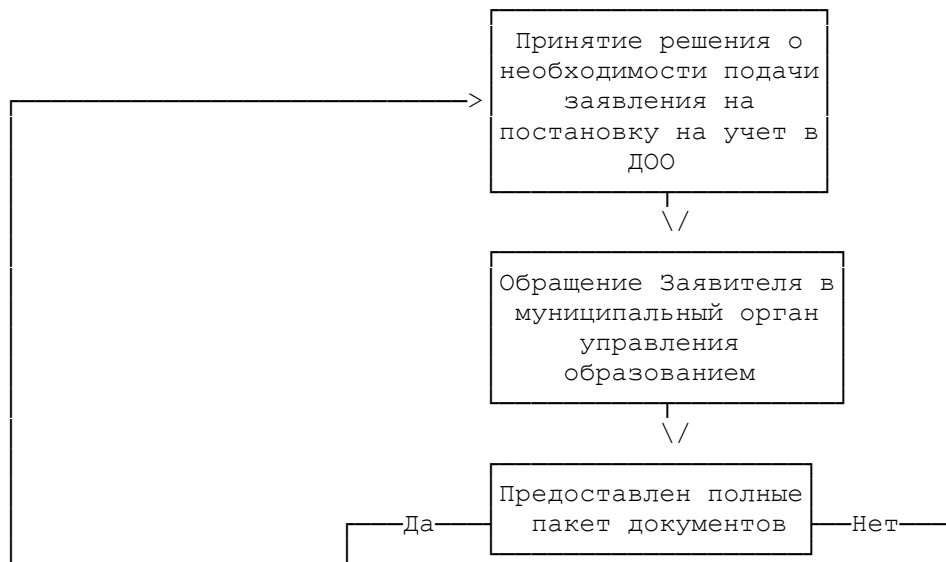 Принятие решения о
необходимости подачи
заявления на
постановку на учет в
ДОО
Обращение Заявителя в
муниципальный орган
управления
образованием
Предоставлен полные
пакет документов
Да
Нет